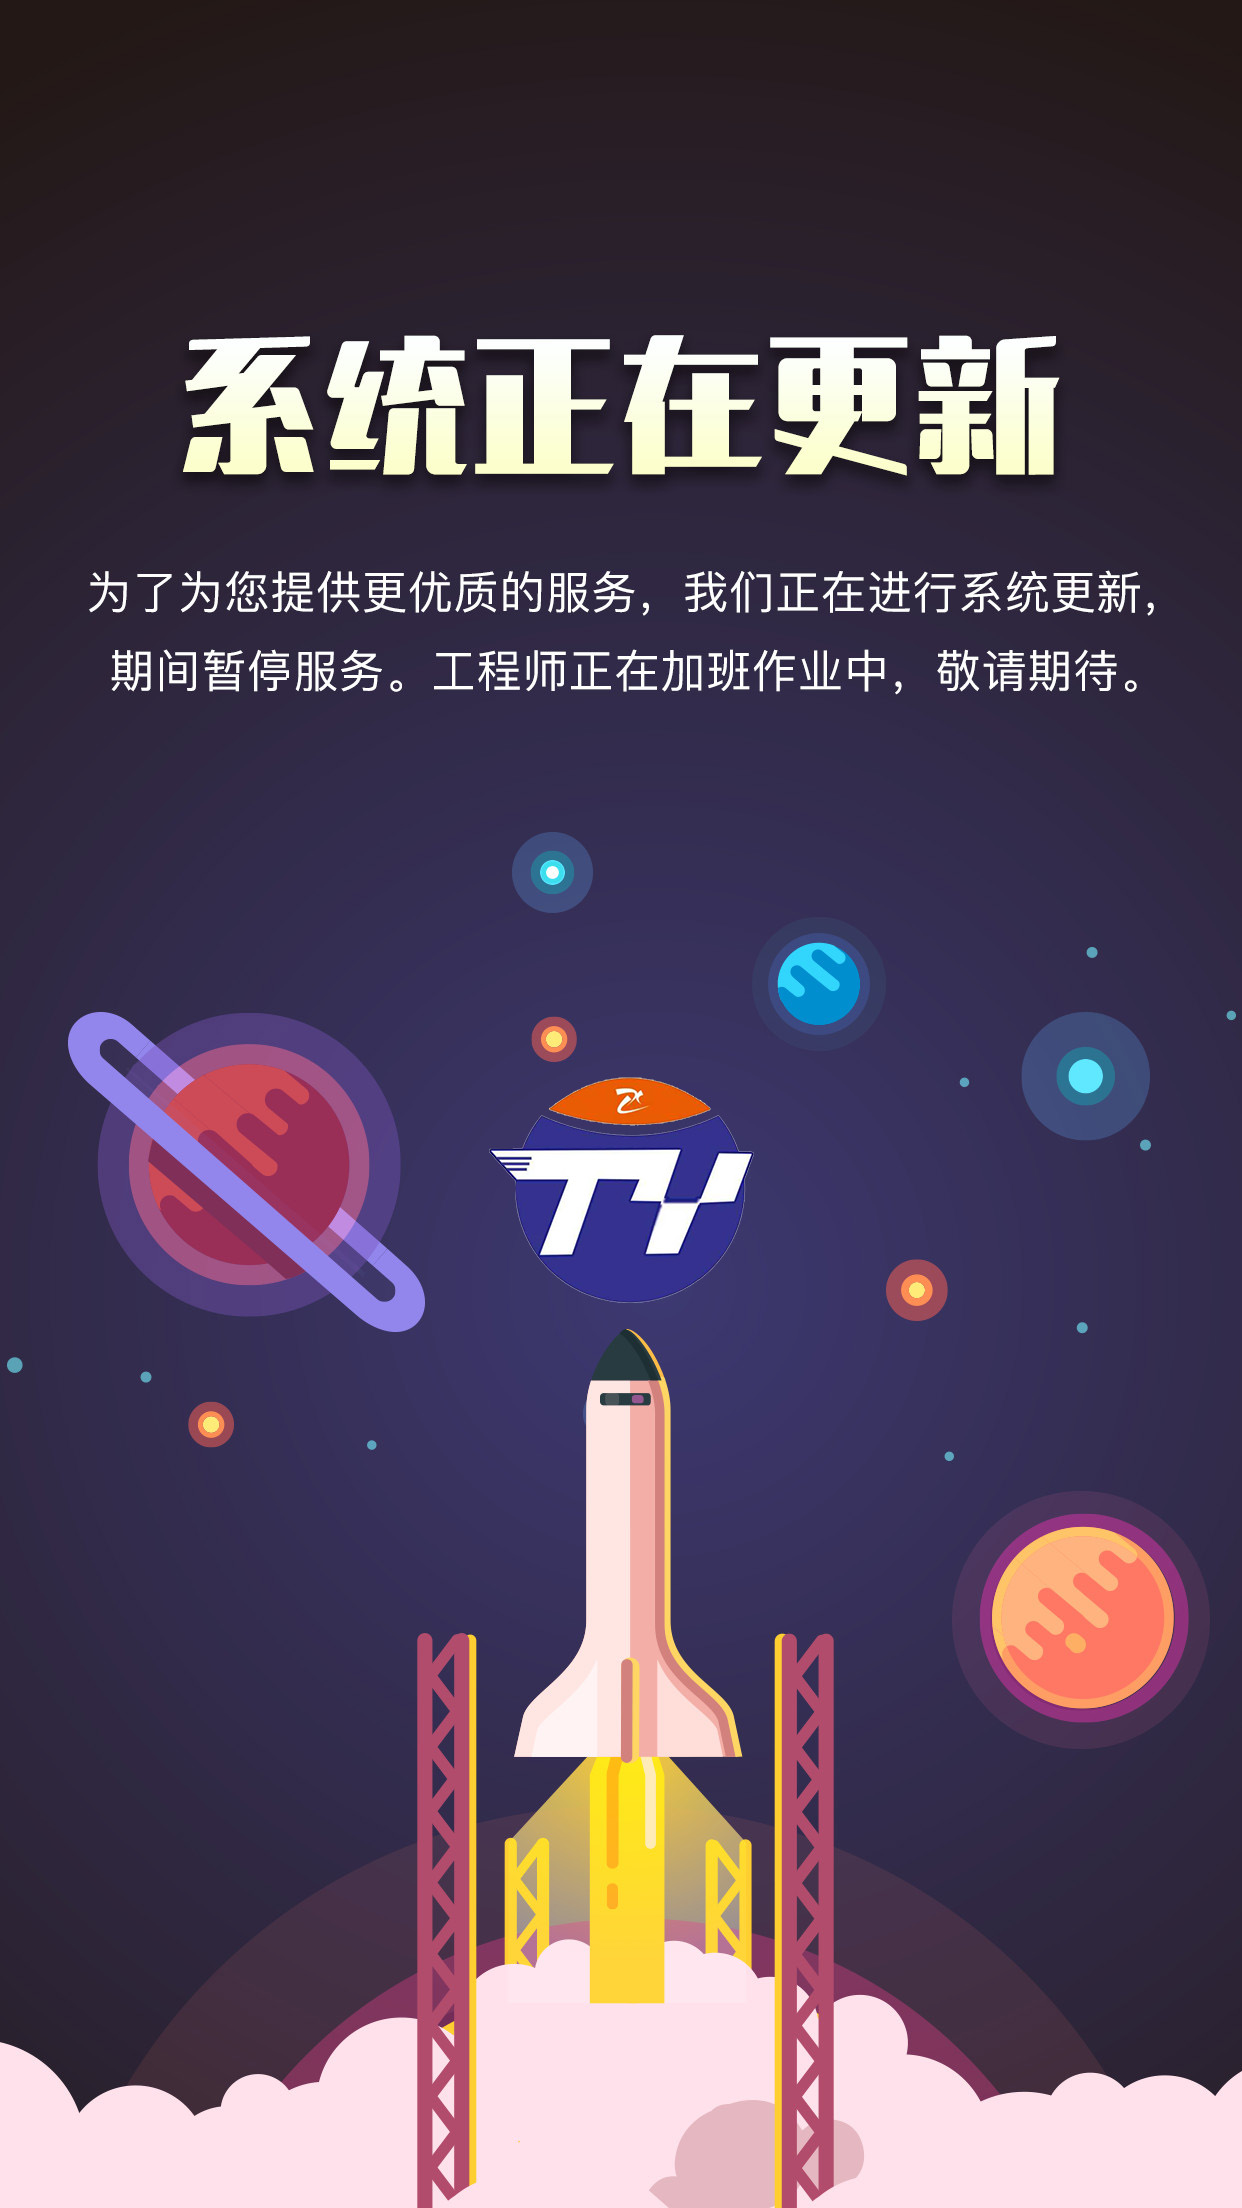 系统正在更新
为了为您提供更优质的服务，我们正在进行系统更新，
期间暂停服务。工程师正在加班作业中，敬请期待。
TY